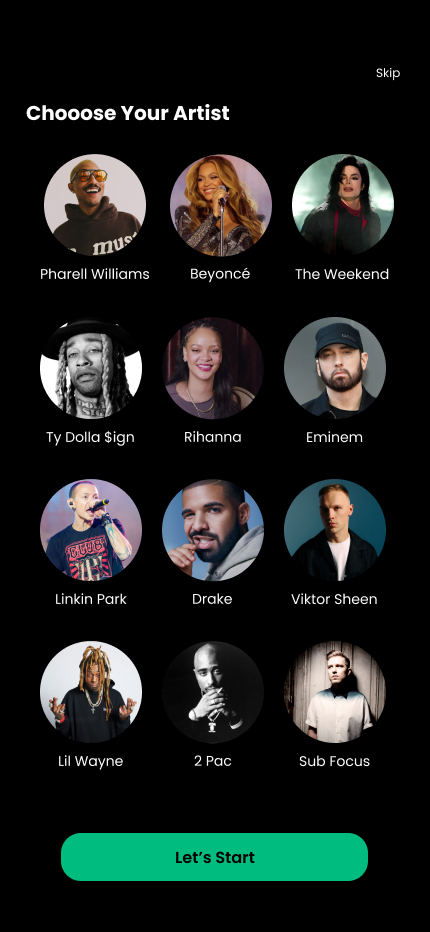 Skip
Chooose Your Artist
must
Pharell Williams Beyoncé The Weekend
Ty Dolla $ign Rihanna Eminem
Linkin Park Drake Viktor Sheen
Lil Wayne 2 Pac Sub Focus
Let’s Start